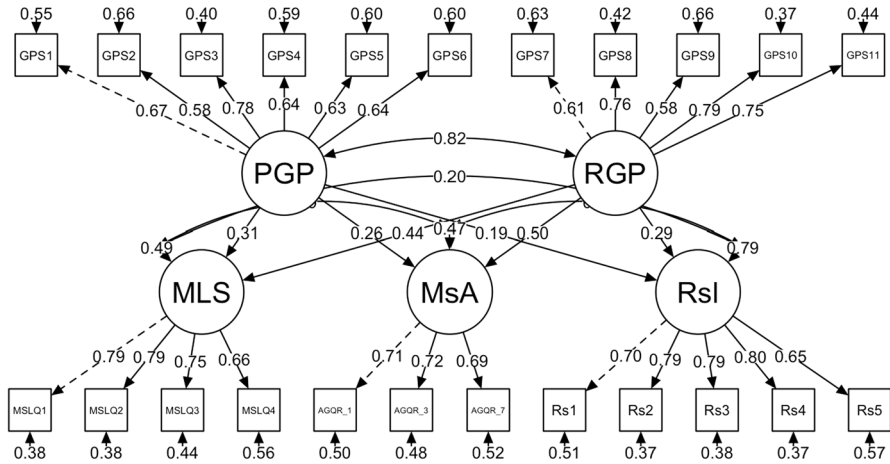 0.55 0.66 0.40 0.59 0.60 0.60 0.63 0.42 0.66 0.37 0.44
GPS1 GPS2 GPS3 GPS4 GPS5 GPS6 GPS7 GPS8 GPS9 GPS10 GPS11
0.67 0.58 0.78 0.64 0.63 0.64 0.61 0.76 0.58 0.79 0.75
0.82
PGP RGP
0.20
0.49 0.31 0.26 0.44 0.47 0.19 0.50 0.29 0.79
MLS MsA RsI
0.79 0.79 0.75 0.66 0.71 0.72 0.69 0.70 0.79 0.79 0.80 0.65
MSLQ1 MSLQ2 MSLQ3 MSLQ4 AGQR_1 AGQR_3 AGQR_7 Rs1 Rs2 Rs3 Rs4 Rs5
0.38 0.38 0.44 0.56 0.50 0.48 0.52 0.51 0.37 0.38 0.37 0.57